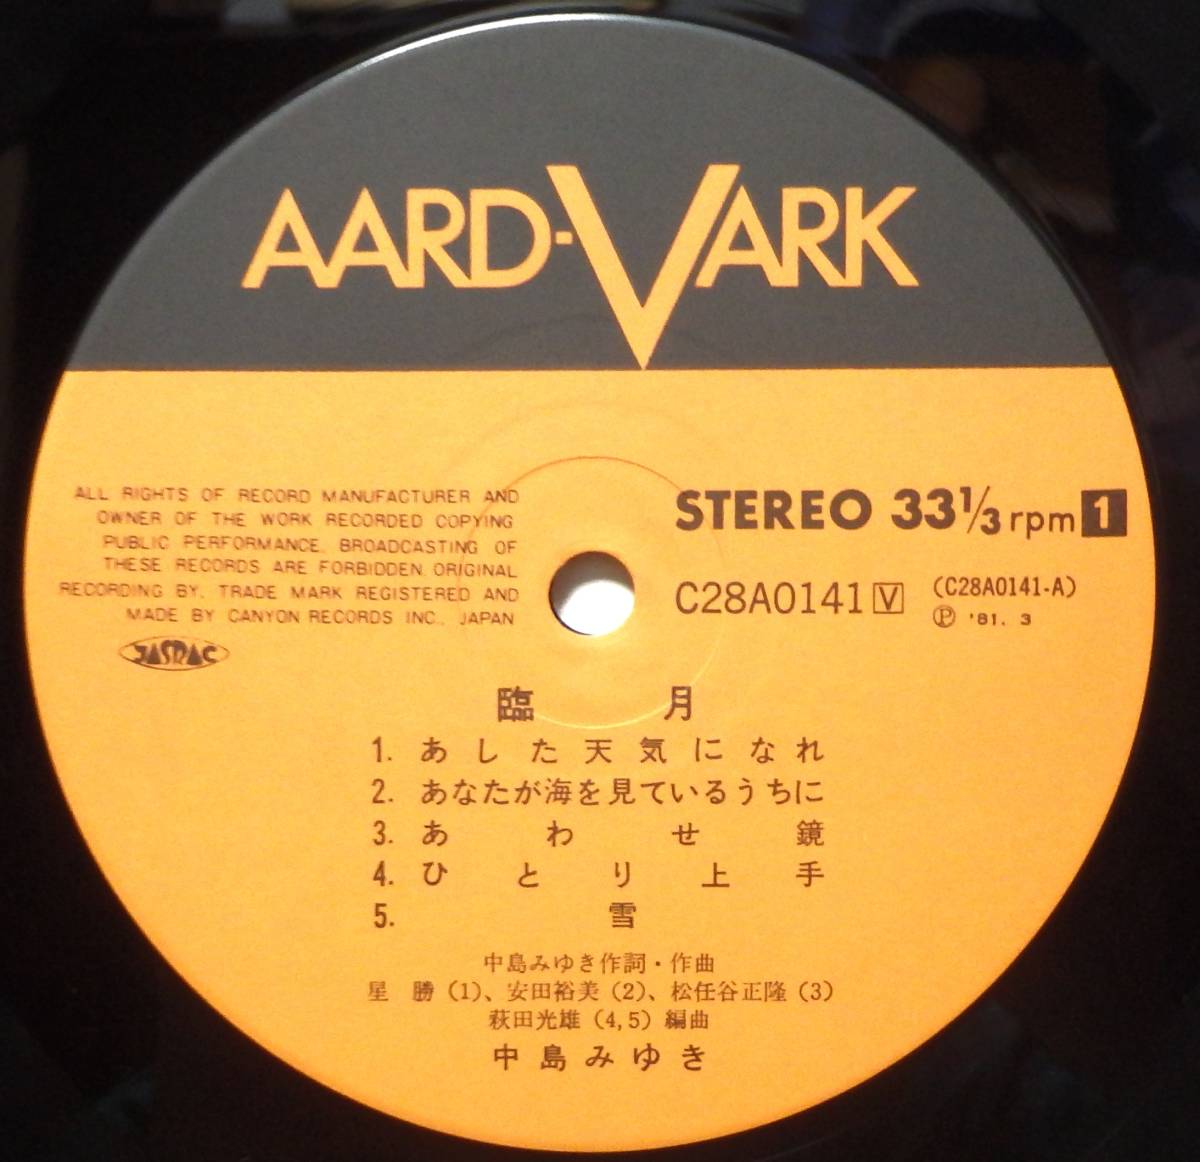 AARD-VARK
ALL RIGHTS OF RECORD MANUFACTURER AND
OWNER OF THE WORK RECORDED COPYING
PUBLIC PERFORMANCE. BROADCASTING OF
THESE RECORDS ARE FORBIDDEN. ORIGINAL
RECORDING BY. TRADE MARK REGISTERED AND
MADE BY CANYON RECORDS INC., JAPAN
JASRAC
STEREO 33⅓ rpm 1
C28A0141 V (C28A0141-A)
Ⓟ '81. 3
臨月
1. あした天気になれ
2. あなたが海を見ているうちに
3. あわせ鏡
4. ひとり上手
5. 雪
中島みゆき作詞・作曲
星 勝(1)、安田裕美(2)、松任谷正隆(3)
萩田光雄(4,5)編曲
中島みゆき